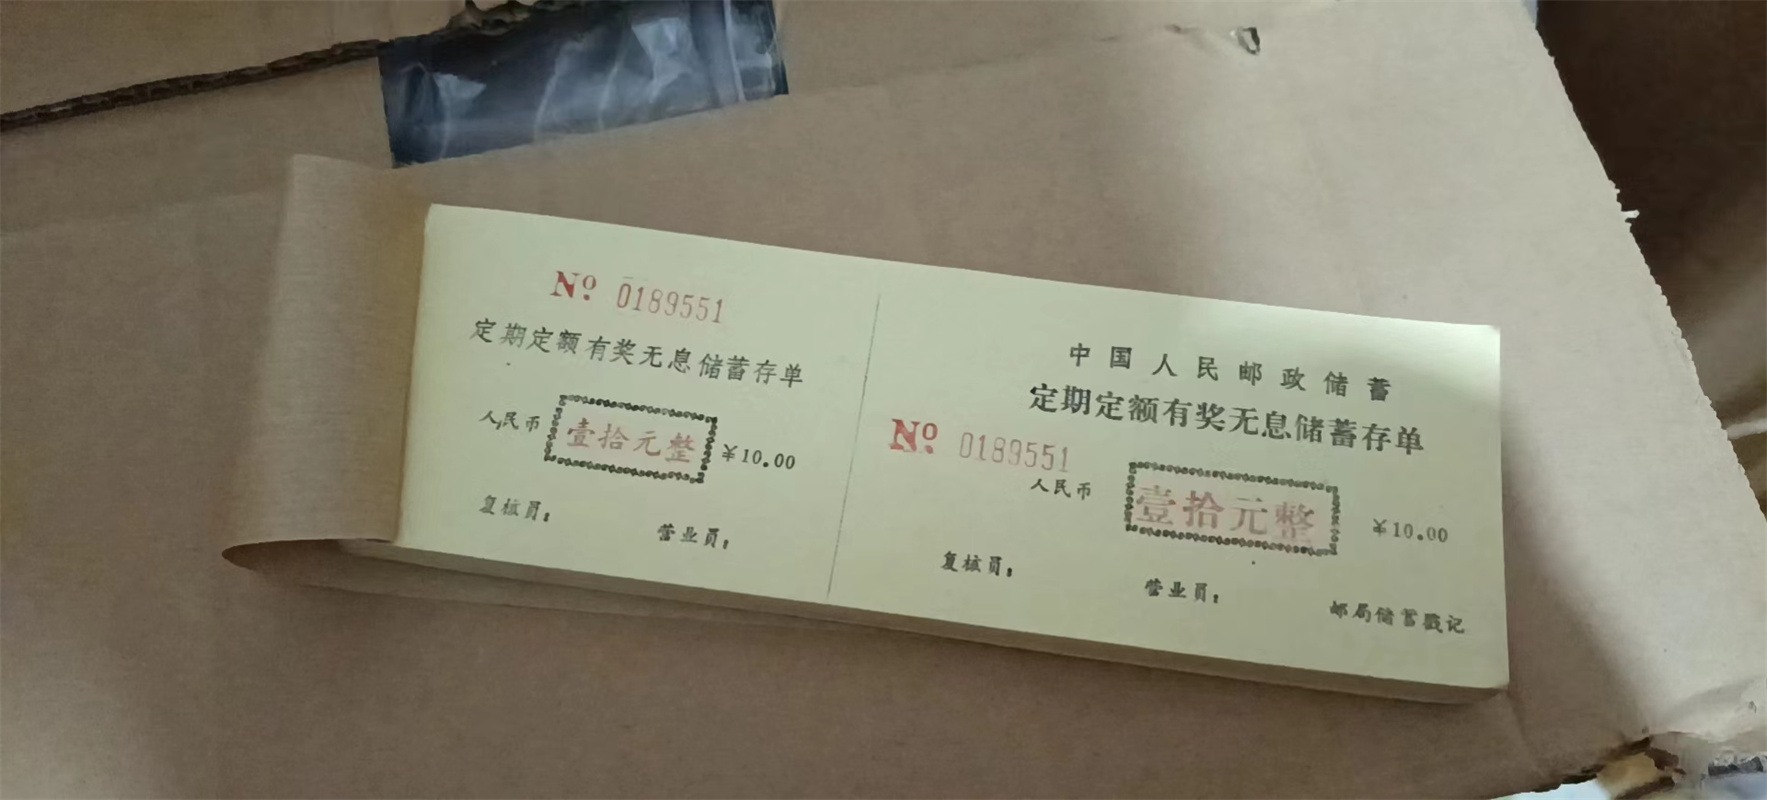 № 0189551
定期定额有奖无息储蓄存单
人民币 壹拾元整 ￥10.00
复核员： 营业员：
中国人民邮政储蓄
定期定额有奖无息储蓄存单
№ 0189551
人民币 壹拾元整 ￥10.00
复核员： 营业员： 邮局储蓄戳记